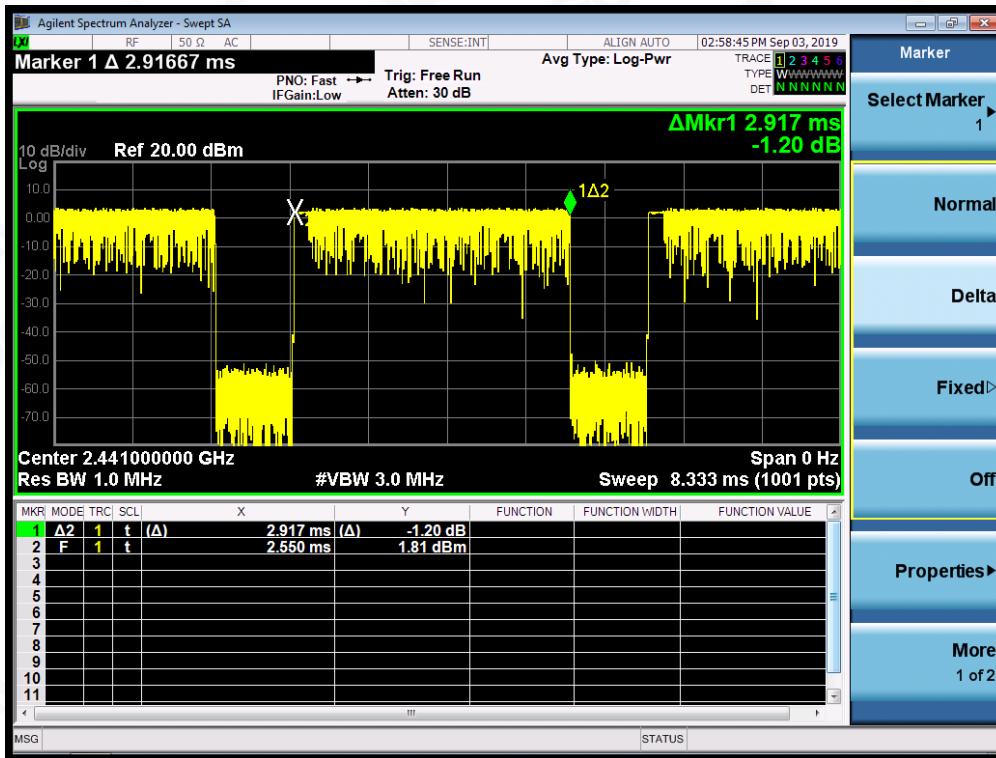 Agilent Spectrum Analyzer - Swept SA
LXI RF 50 Ω AC SENSE:INT ALIGN AUTO 02:58:45 PM Sep 03, 2019
Marker 1 Δ 2.91667 ms
PNO: Fast
IFGain:Low
Trig: Free Run
Atten: 30 dB
Avg Type: Log-Pwr
TRACE 1 2 3 4 5 6
TYPE WWWWWW
DET N N N N N N
ΔMkr1 2.917 ms
-1.20 dB
10 dB/div Ref 20.00 dBm
Log
10.0
0.00
-10.0
-20.0
-30.0
-40.0
-50.0
-60.0
-70.0
X
1Δ2
Center 2.441000000 GHz Span 0 Hz
Res BW 1.0 MHz #VBW 3.0 MHz Sweep 8.333 ms (1001 pts)
MKR MODE TRC SCL X Y FUNCTION FUNCTION WIDTH FUNCTION VALUE
1 Δ2 1 t (Δ) 2.917 ms (Δ) -1.20 dB
2 F 1 t 2.550 ms 1.81 dBm
3
4
5
6
7
8
9
10
11
MSG STATUS
Marker
Select Marker
1
Normal
Delta
Fixed
Off
Properties
More
1 of 2